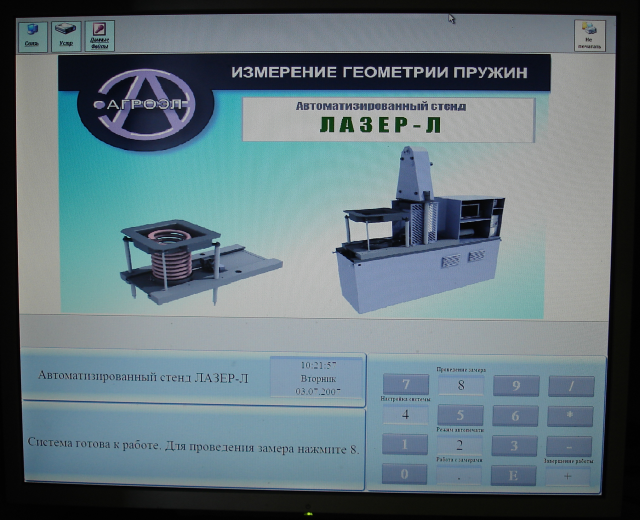 Связь
Устр
Данные
Файлы
Не
печатать
АГРОЭЛ
ИЗМЕРЕНИЕ ГЕОМЕТРИИ ПРУЖИН
Автоматизированный стенд
ЛАЗЕР-Л
Автоматизированный стенд ЛАЗЕР-Л
10:21:57
Вторник
03.07.2007
Система готова к работе. Для проведения замера нажмите 8.
Проведение замера
7 8 9 /
Настройка системы
4 5 6 *
Режим автомата
1 2 3 -
Работа с замерами Завершение работы
0 . E +